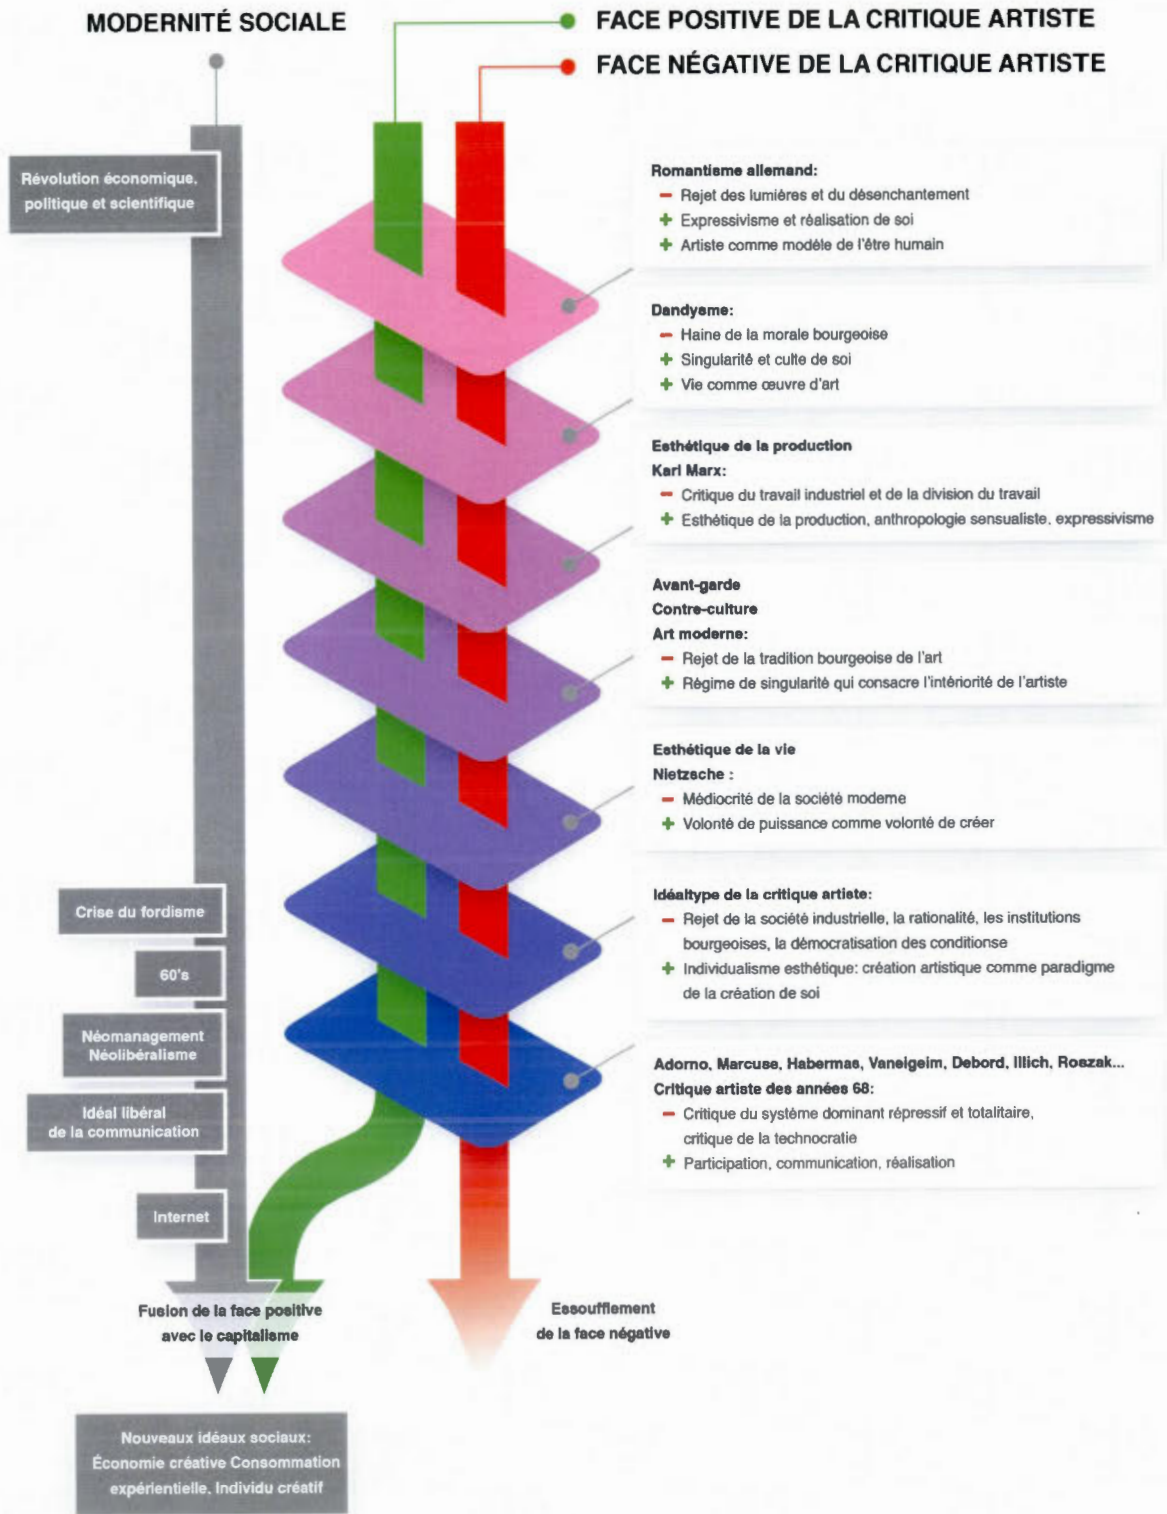 MODERNITÉ SOCIALE
FACE POSITIVE DE LA CRITIQUE ARTISTE
FACE NÉGATIVE DE LA CRITIQUE ARTISTE
Révolution économique,
politique et scientifique
Romantisme allemand:
− Rejet des lumières et du désenchantement
+ Expressivisme et réalisation de soi
+ Artiste comme modèle de l'être humain
Dandysme:
− Haine de la morale bourgeoise
+ Singularité et culte de soi
+ Vie comme œuvre d'art
Esthétique de la production
Karl Marx:
− Critique du travail industriel et de la division du travail
+ Esthétique de la production, anthropologie sensualiste, expressivisme
Avant-garde
Contre-culture
Art moderne:
− Rejet de la tradition bourgeoise de l'art
+ Régime de singularité qui consacre l'intériorité de l'artiste
Esthétique de la vie
Nietzsche :
− Médiocrité de la société moderne
+ Volonté de puissance comme volonté de créer
Idéaltype de la critique artiste:
− Rejet de la société industrielle, la rationalité, les institutions
bourgeoises, la démocratisation des conditionse
+ Individualisme esthétique: création artistique comme paradigme
de la création de soi
Adorno, Marcuse, Habermas, Vaneigeim, Debord, Illich, Roszak...
Critique artiste des années 68:
− Critique du système dominant répressif et totalitaire,
critique de la technocratie
+ Participation, communication, réalisation
Crise du fordisme
60's
Néomanagement
Néolibéralisme
Idéal libéral
de la communication
Internet
Fusion de la face positive
avec le capitalisme
Essoufflement
de la face négative
Nouveaux idéaux sociaux:
Économie créative Consommation
expérientielle, Individu créatif